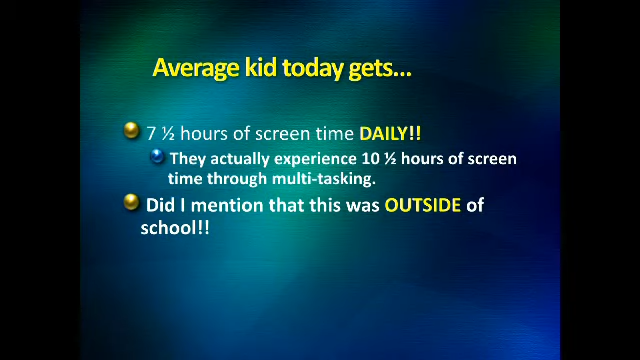 Average kid today gets...
7 ½ hours of screen time DAILY!!
They actually experience 10 ½ hours of screen
time through multi-tasking.
Did I mention that this was OUTSIDE of
school!!